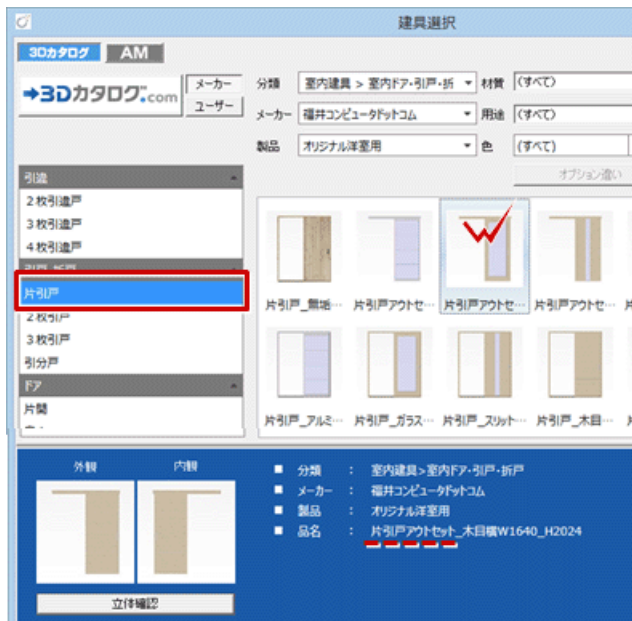 建具選択
3Dカタログ AM
3Dカタログ.com
メーカー
ユーザー
分類 室内建具 > 室内ドア・引戸・折 材質 (すべて)
メーカー 福井コンピュータドットコム 用途 (すべて)
製品 オリジナル洋室用 色 (すべて)
オプション違い
引違
2枚引違戸
3枚引違戸
4枚引違戸
引戸・折戸
片引戸
2枚引戸
3枚引戸
引分戸
ドア
片開
片引戸_無垢… 片引戸アウトセ… 片引戸アウトセ… 片引戸アウトセ…
片引戸_アルミ… 片引戸_ガラス… 片引戸_スリット… 片引戸_木目…
外観 内観
立体確認
■ 分類 : 室内建具>室内ドア・引戸・折戸
■ メーカー : 福井コンピュータドットコム
■ 製品 : オリジナル洋室用
■ 品名 : 片引戸アウトセット_木目横W1640_H2024